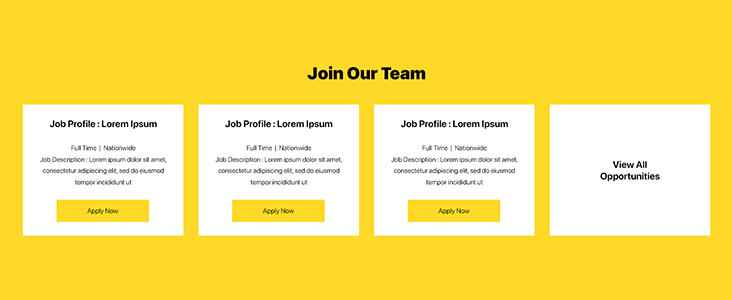 Join Our Team
Job Profile : Lorem Ipsum
Full Time | Nationwide
Job Description : Lorem ipsum dolor sit amet,
consectetur adipiscing elit, sed do eiusmod
tempor incididunt ut
Apply Now
Job Profile : Lorem Ipsum
Full Time | Nationwide
Job Description : Lorem ipsum dolor sit amet,
consectetur adipiscing elit, sed do eiusmod
tempor incididunt ut
Apply Now
Job Profile : Lorem Ipsum
Full Time | Nationwide
Job Description : Lorem ipsum dolor sit amet,
consectetur adipiscing elit, sed do eiusmod
tempor incididunt ut
Apply Now
View All
Opportunities